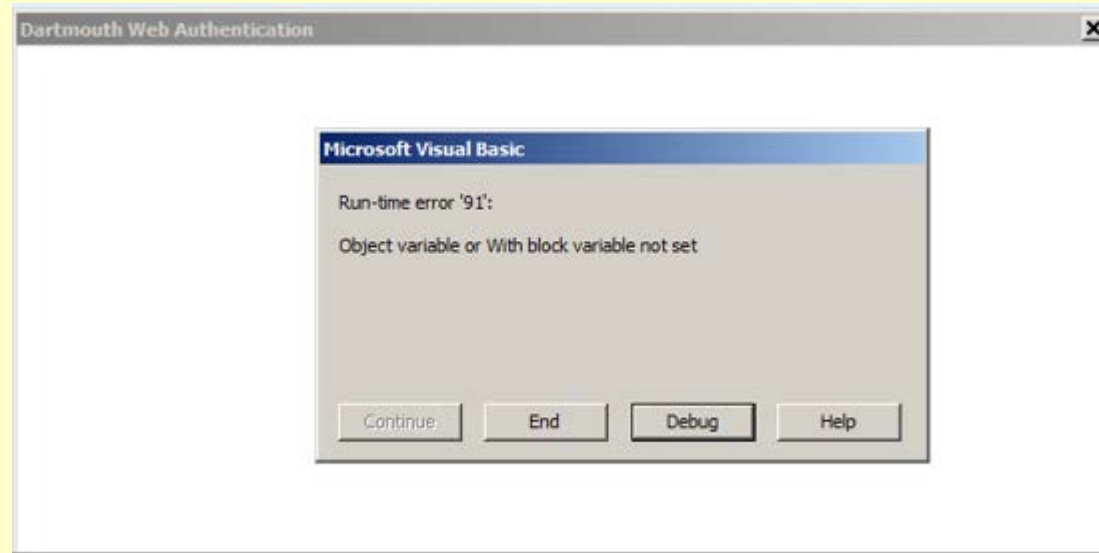 Dartmouth Web Authentication
Microsoft Visual Basic
Run-time error '91':
Object variable or With block variable not set
Continue End Debug Help